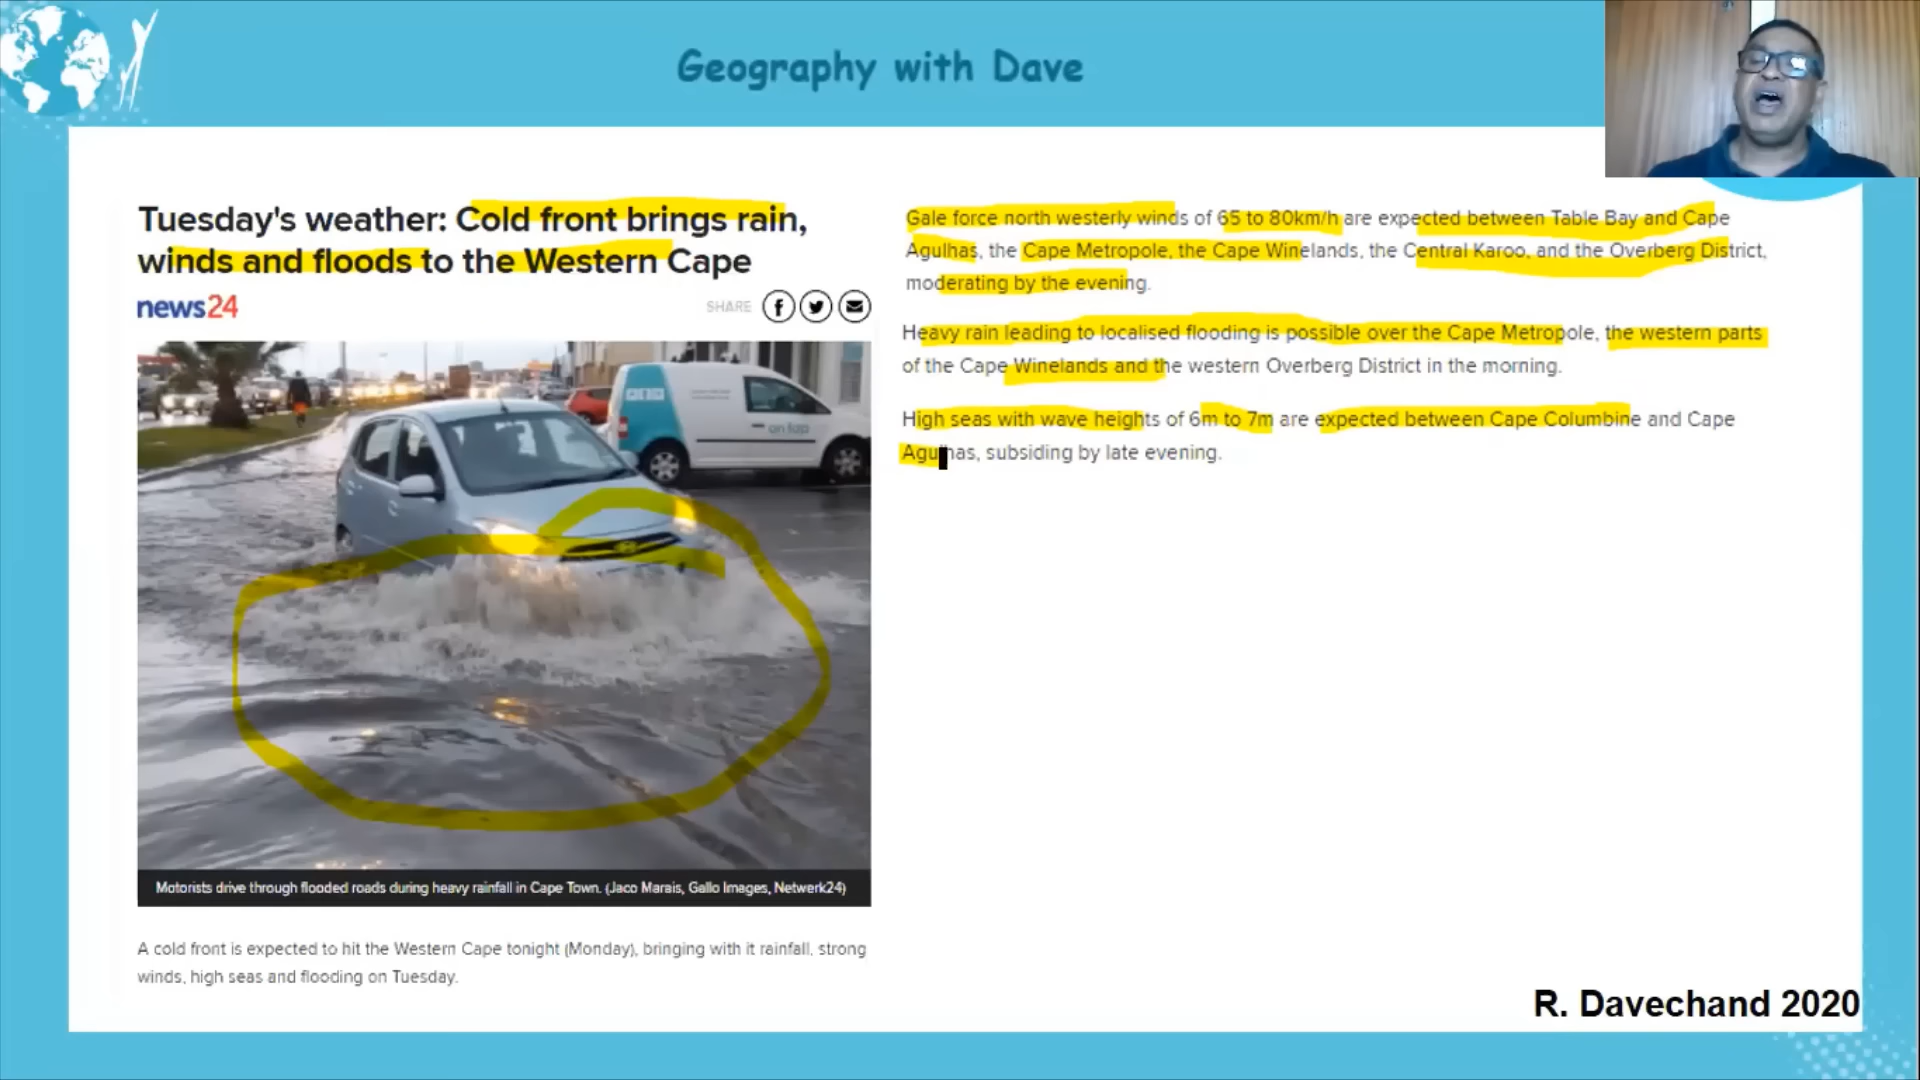 Geography with Dave
Tuesday's weather: Cold front brings rain,
winds and floods to the Western Cape
news24
SHARE
on tap
Motorists drive through flooded roads during heavy rainfall in Cape Town. (Jaco Marais, Gallo Images, Netwerk24)
A cold front is expected to hit the Western Cape tonight (Monday), bringing with it rainfall, strong
winds, high seas and flooding on Tuesday.
Gale force north westerly winds of 65 to 80km/h are expected between Table Bay and Cape
Agulhas, the Cape Metropole, the Cape Winelands, the Central Karoo, and the Overberg District,
moderating by the evening.
Heavy rain leading to localised flooding is possible over the Cape Metropole, the western parts
of the Cape Winelands and the western Overberg District in the morning.
High seas with wave heights of 6m to 7m are expected between Cape Columbine and Cape
Agulhas, subsiding by late evening.
R. Davechand 2020